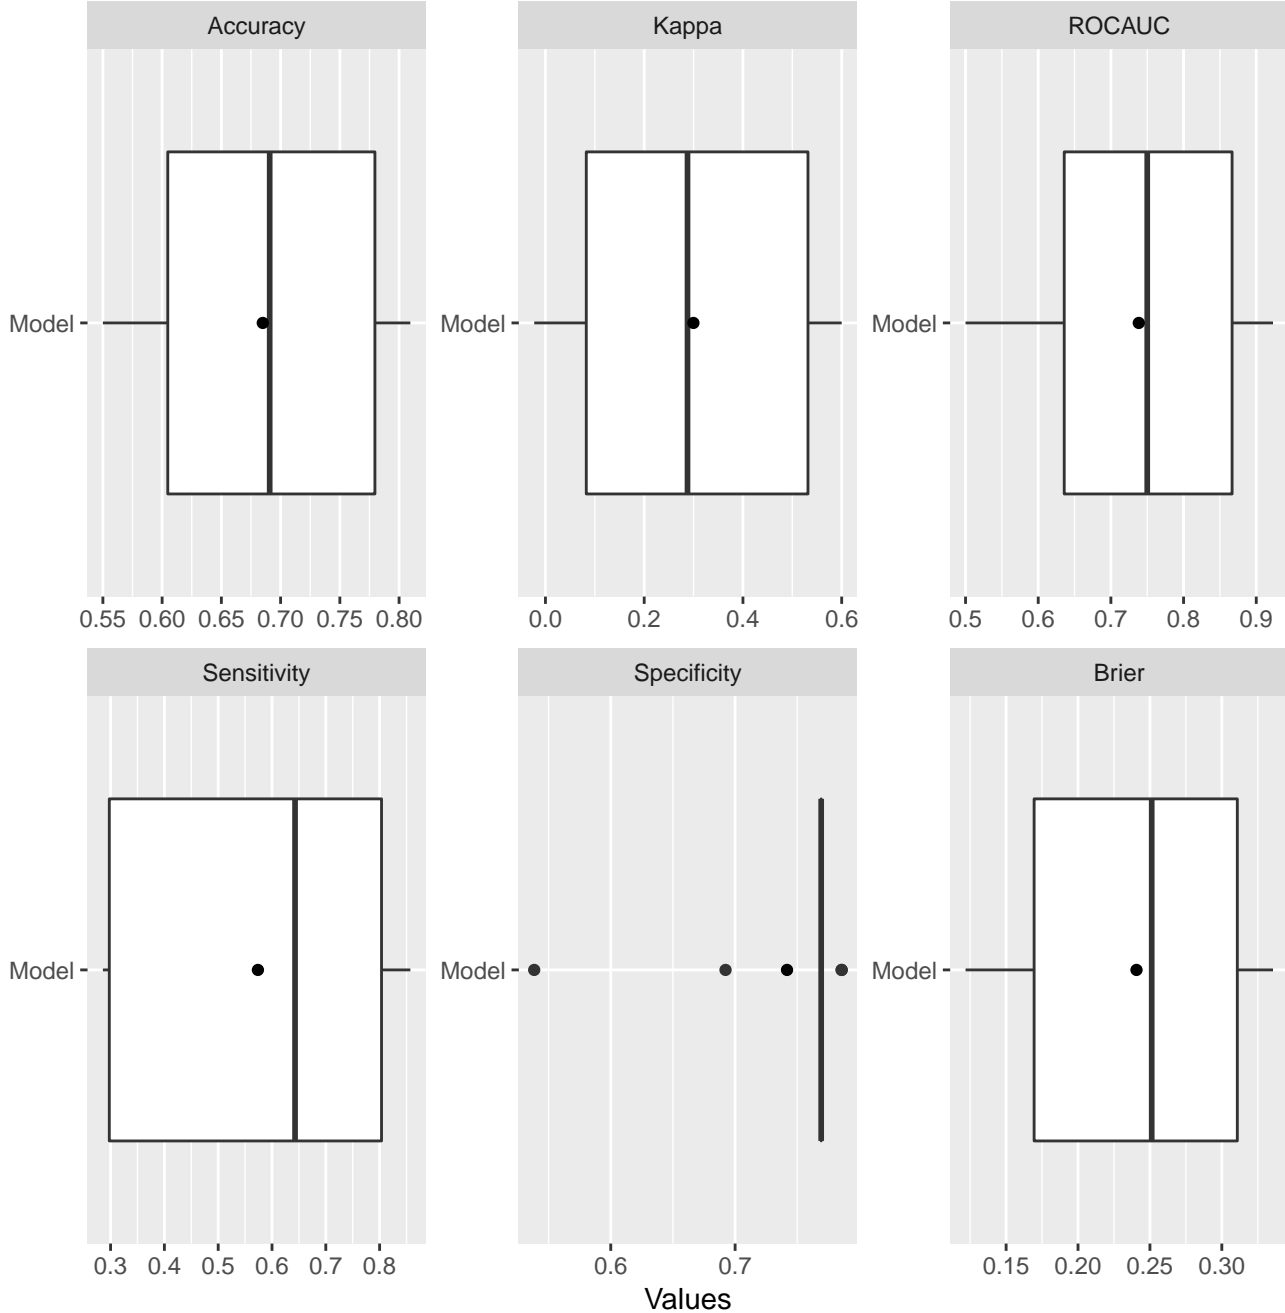 Accuracy Kappa ROCAUC
Model Model Model
0.55 0.60 0.65 0.70 0.75 0.80 0.0 0.2 0.4 0.6 0.5 0.6 0.7 0.8 0.9
Sensitivity Specificity Brier
Model Model Model
0.3 0.4 0.5 0.6 0.7 0.8 0.6 0.7 0.15 0.20 0.25 0.30
Values